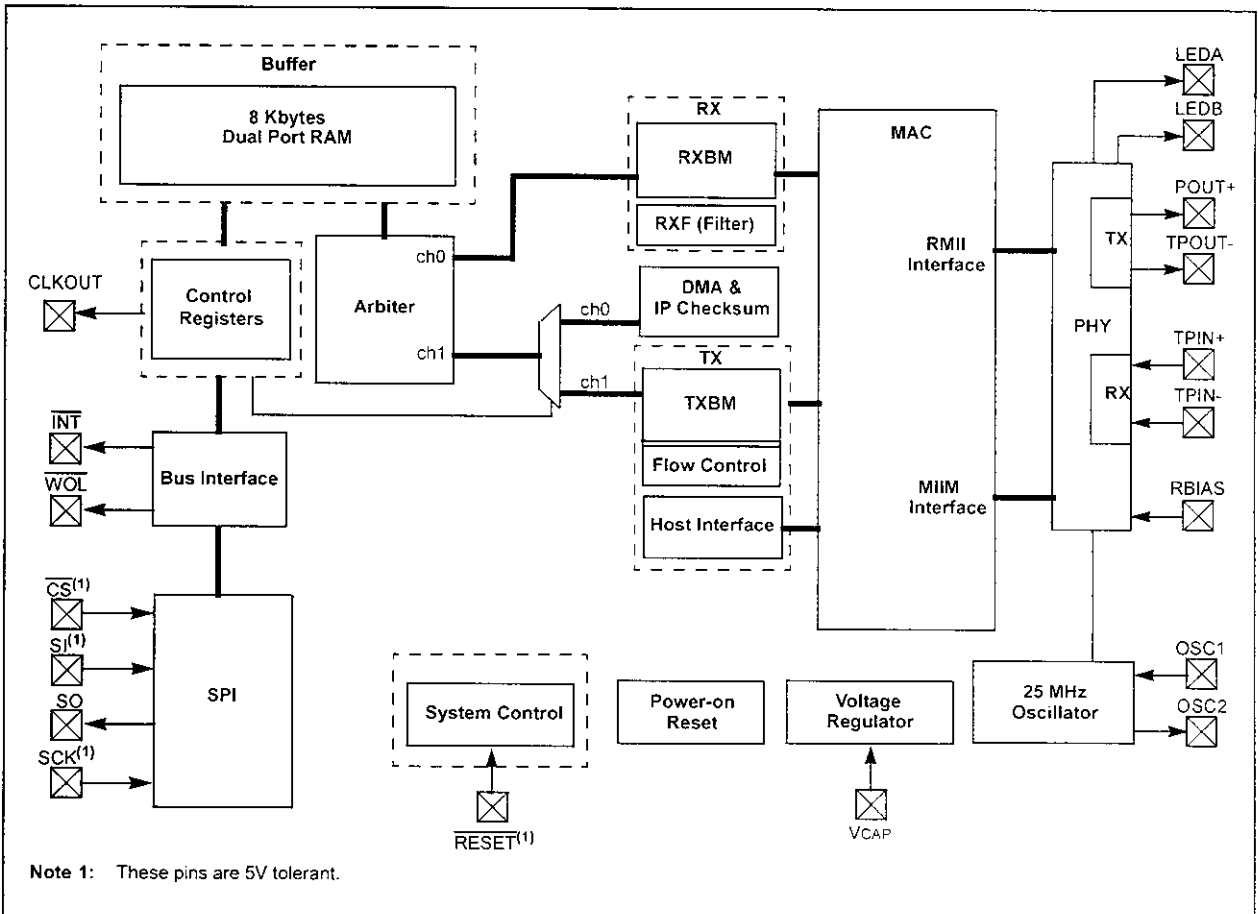 Buffer
8 Kbytes
Dual Port RAM
CLKOUT
Control
Registers
Arbiter
ch0
ch1
ch0
ch1
RX
RXBM
RXF (Filter)
DMA &
IP Checksum
TX
TXBM
Flow Control
Host Interface
MAC
RMII
Interface
MIIM
Interface
PHY
TX
RX
LEDA
LEDB
POUT+
TPOUT-
TPIN+
TPIN-
RBIAS
INT
WOL
Bus Interface
CS(1)
SI(1)
SO
SCK(1)
SPI
System Control
RESET(1)
Power-on
Reset
Voltage
Regulator
VCAP
25 MHz
Oscillator
OSC1
OSC2
Note 1: These pins are 5V tolerant.